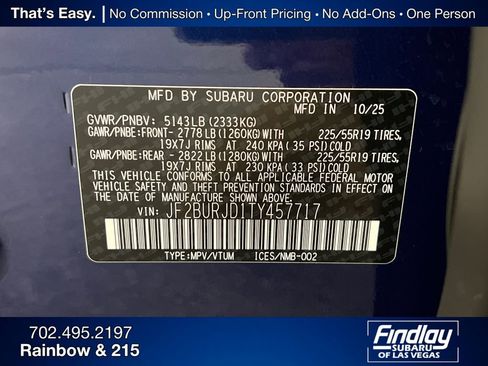 That's Easy. | No Commission • Up-Front Pricing • No Add-Ons • One Person
MFD BY SUBARU CORPORATION
MFD IN 10/25
GVWR/PNBV: 5143LB (2333KG)
GAWR/PNBE:FRONT- 2778LB (1260KG)WITH 225/55R19 TIRES,
19X7J RIMS AT 240 KPA ( 35 PSI)COLD
GAWR/PNBE:REAR - 2822LB (1280KG)WITH 225/55R19 TIRES,
19X7J RIMS AT 230 KPA ( 33 PSI)COLD
THIS VEHICLE CONFORMS TO ALL APPLICABLE FEDERAL MOTOR
VEHICLE SAFETY AND THEFT PREVENTION STANDARDS IN EFFECT
ON THE DATE OF MANUFACTURE SHOWN ABOVE.
VIN: JF2BURJD1TY457717
TYPE:MPV/VTUM ICES/NMB-002
702.495.2197
Rainbow & 215
Findlay
SUBARU
OF LAS VEGAS